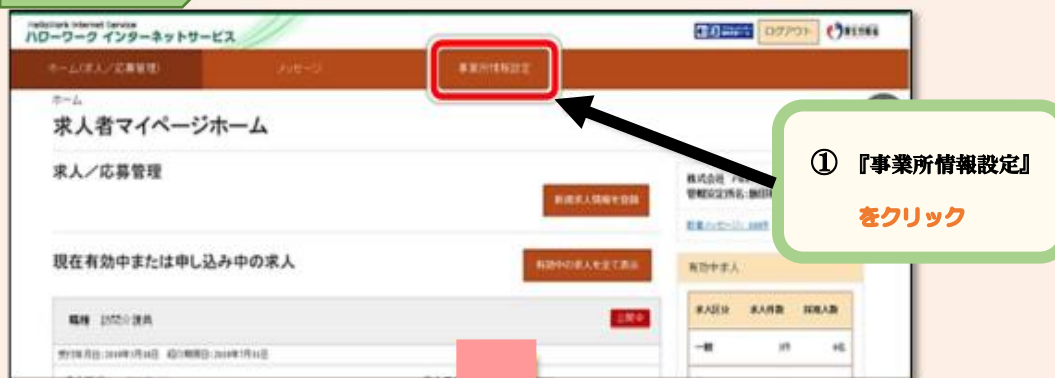 HelloWork Internet Service
ハローワーク インターネットサービス
ログアウト
ホーム(求人/応募管理)
メッセージ
事業所情報設定
ホーム
求人者マイページホーム
求人／応募管理
新規求人情報を登録
現在有効中または申し込み中の求人
有効中の求人を全て表示
職種 訪問介護員
公開中
有効中求人
求人区分 求人件数 採用人数
一般
① 『事業所情報設定』
をクリック